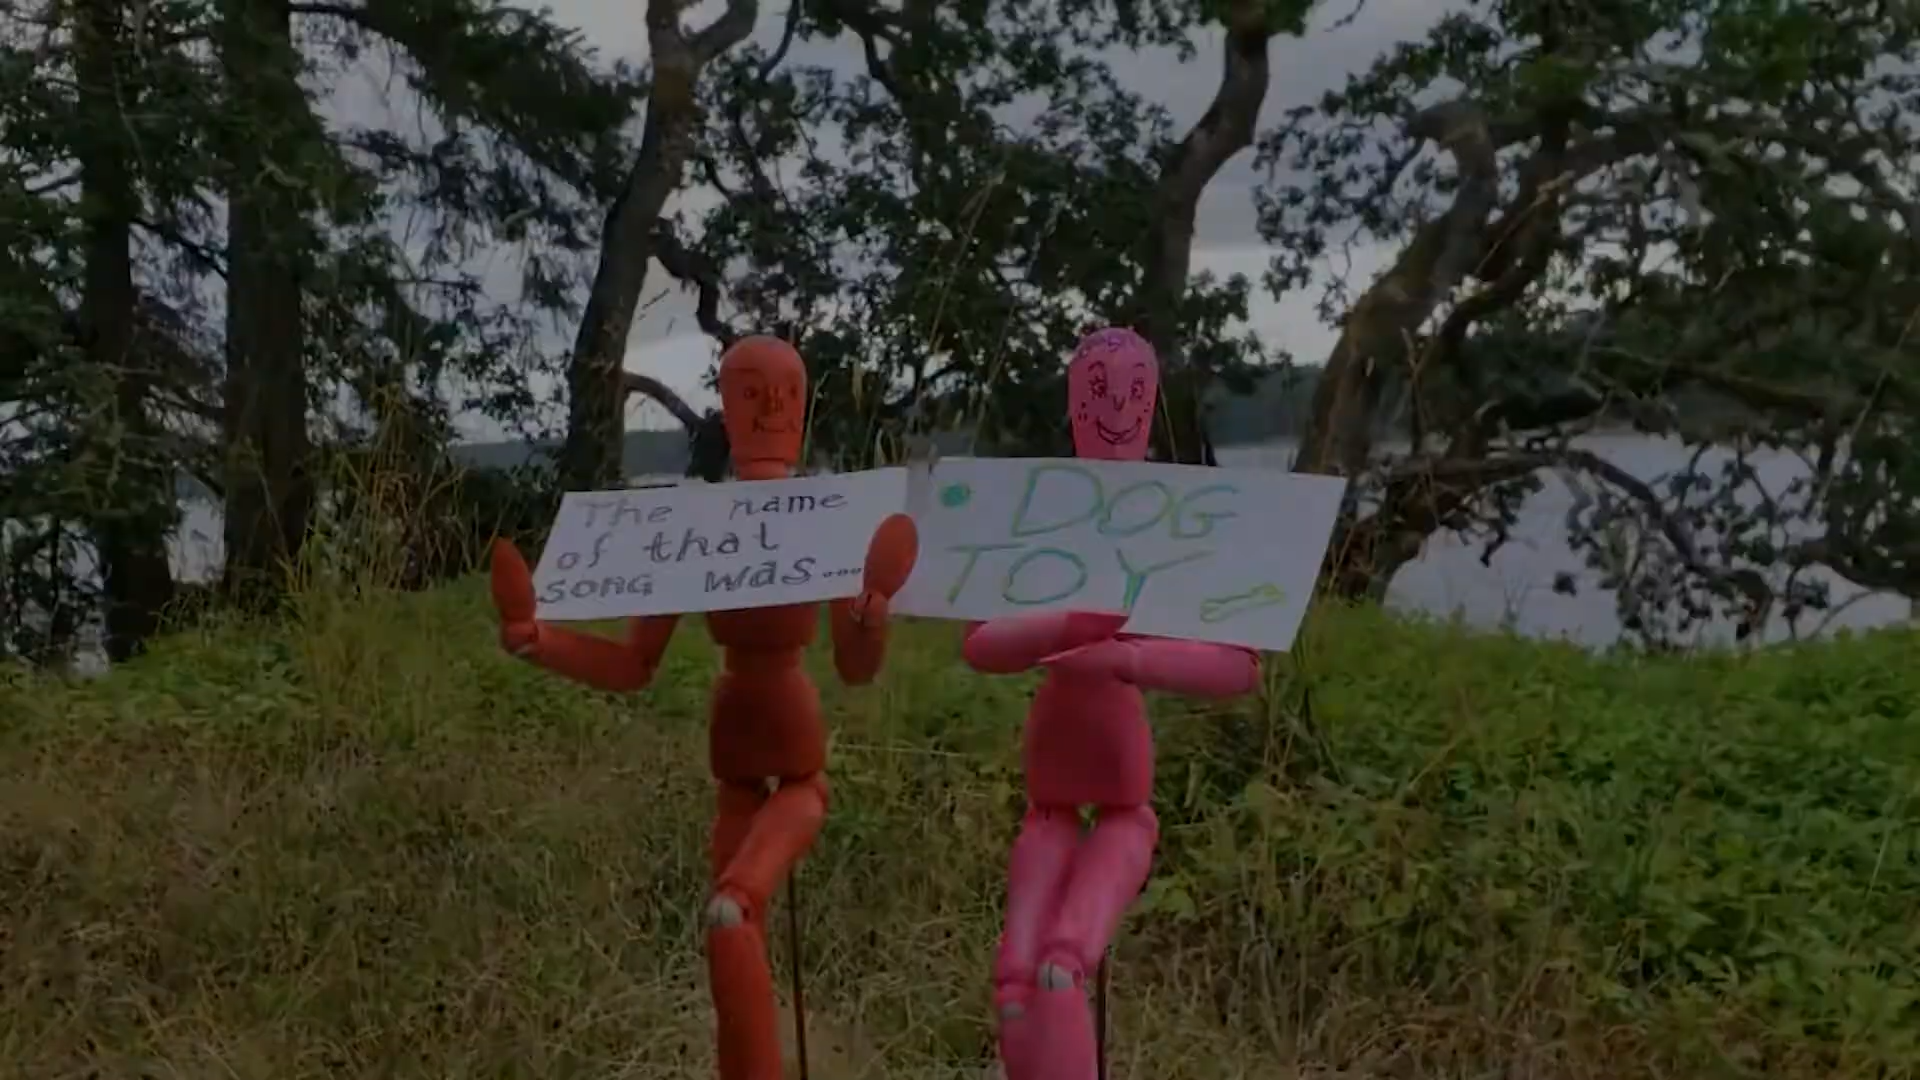 The name
of that
song was...
• DOG
TOY